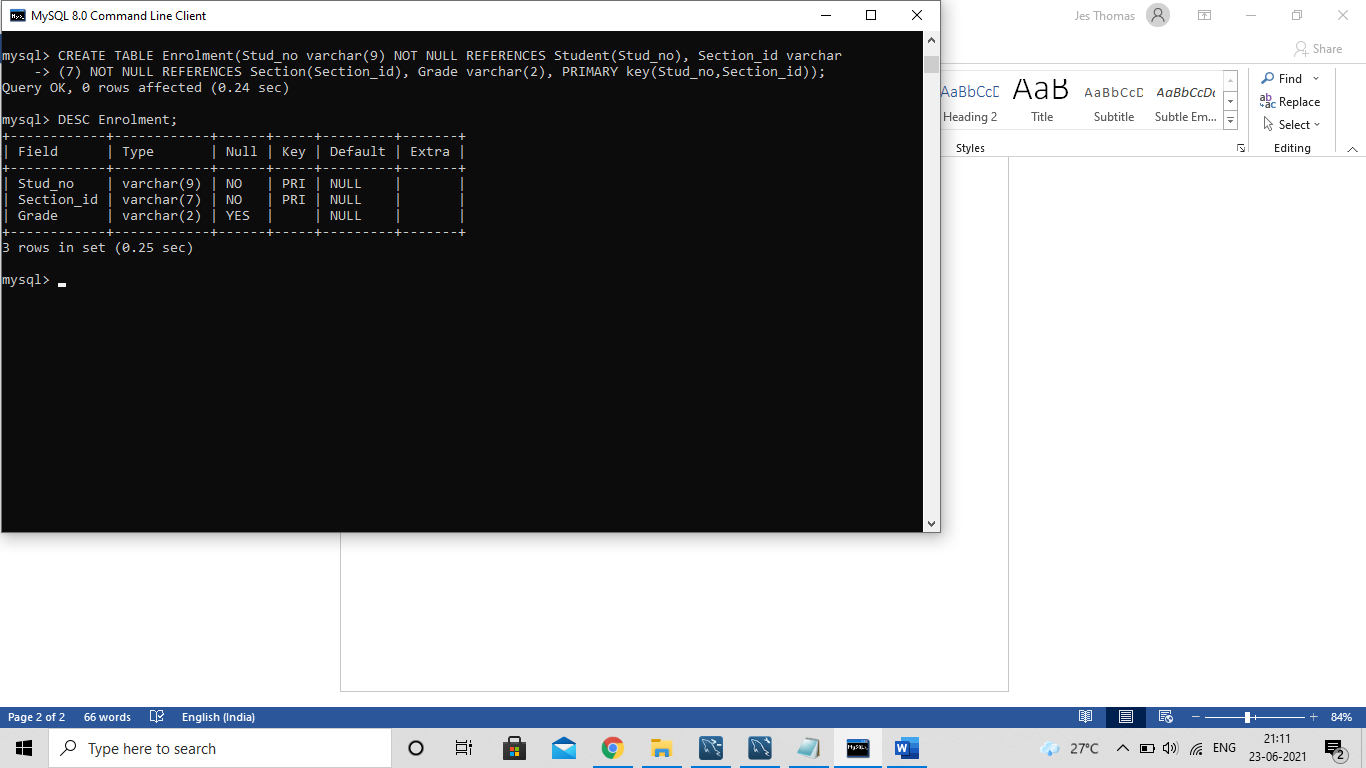 MySQL 8.0 Command Line Client
mysql> CREATE TABLE Enrolment(Stud_no varchar(9) NOT NULL REFERENCES Student(Stud_no), Section_id varchar
    -> (7) NOT NULL REFERENCES Section(Section_id), Grade varchar(2), PRIMARY key(Stud_no,Section_id));
Query OK, 0 rows affected (0.24 sec)
mysql> DESC Enrolment;
+------------+------------+------+-----+---------+-------+
| Field      | Type       | Null | Key | Default | Extra |
+------------+------------+------+-----+---------+-------+
| Stud_no    | varchar(9) | NO   | PRI | NULL    |       |
| Section_id | varchar(7) | NO   | PRI | NULL    |       |
| Grade      | varchar(2) | YES  |     | NULL    |       |
+------------+------------+------+-----+---------+-------+
3 rows in set (0.25 sec)
mysql>
Jes Thomas
Share
AaBbCcD AaB AaBbCcD AaBbCcDc
Heading 2 Title Subtitle Subtle Em...
Styles
Find
Replace
Select
Editing
Page 2 of 2 66 words English (India) 84%
Type here to search
MySQL
27°C ENG
21:11
23-06-2021
2